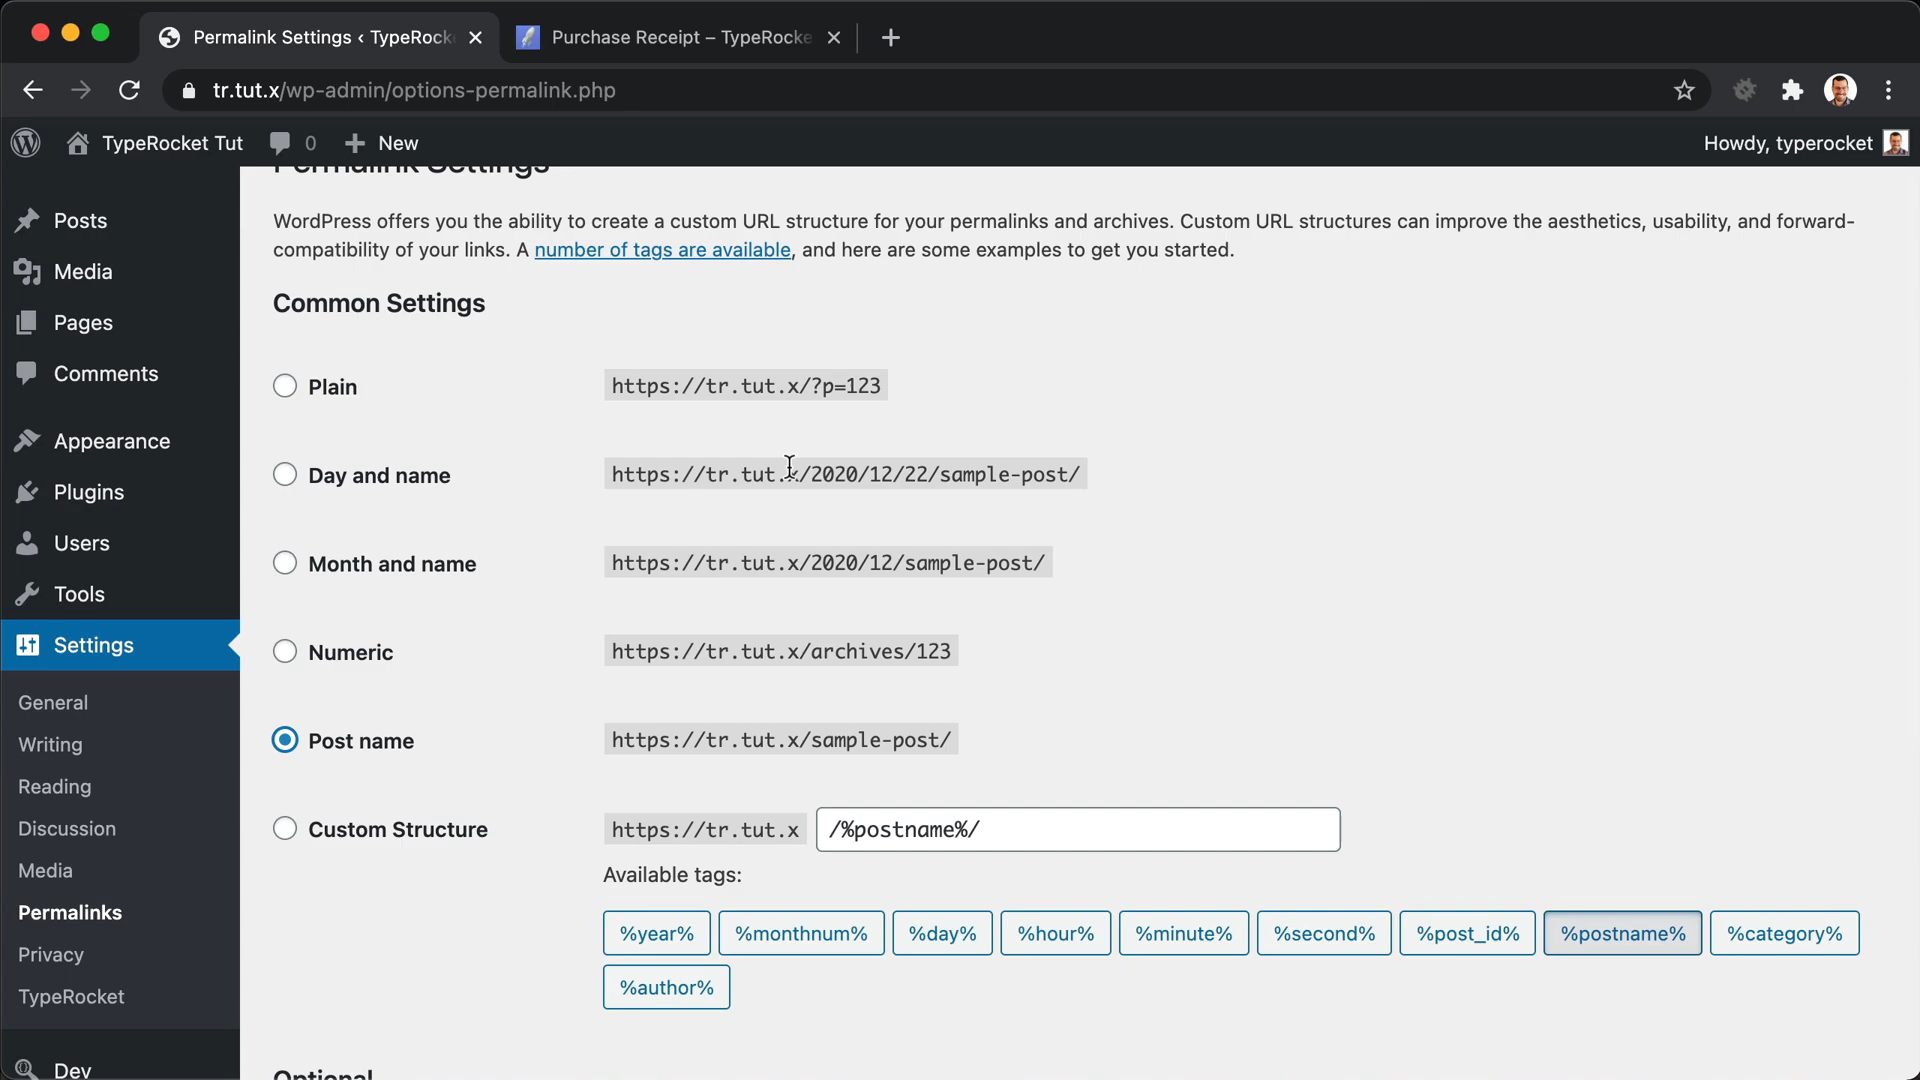 Permalink Settings ‹ TypeRock
Purchase Receipt – TypeRocke
tr.tut.x/wp-admin/options-permalink.php
TypeRocket Tut
0
New
Howdy, typerocket
Permalink Settings
WordPress offers you the ability to create a custom URL structure for your permalinks and archives. Custom URL structures can improve the aesthetics, usability, and forward-
compatibility of your links. A number of tags are available, and here are some examples to get you started.
Common Settings
Plain
https://tr.tut.x/?p=123
Day and name
https://tr.tut.x/2020/12/22/sample-post/
Month and name
https://tr.tut.x/2020/12/sample-post/
Numeric
https://tr.tut.x/archives/123
Post name
https://tr.tut.x/sample-post/
Custom Structure
https://tr.tut.x
/%postname%/
Available tags:
%year%
%monthnum%
%day%
%hour%
%minute%
%second%
%post_id%
%postname%
%category%
%author%
Optional
Posts
Media
Pages
Comments
Appearance
Plugins
Users
Tools
Settings
General
Writing
Reading
Discussion
Media
Permalinks
Privacy
TypeRocket
Dev